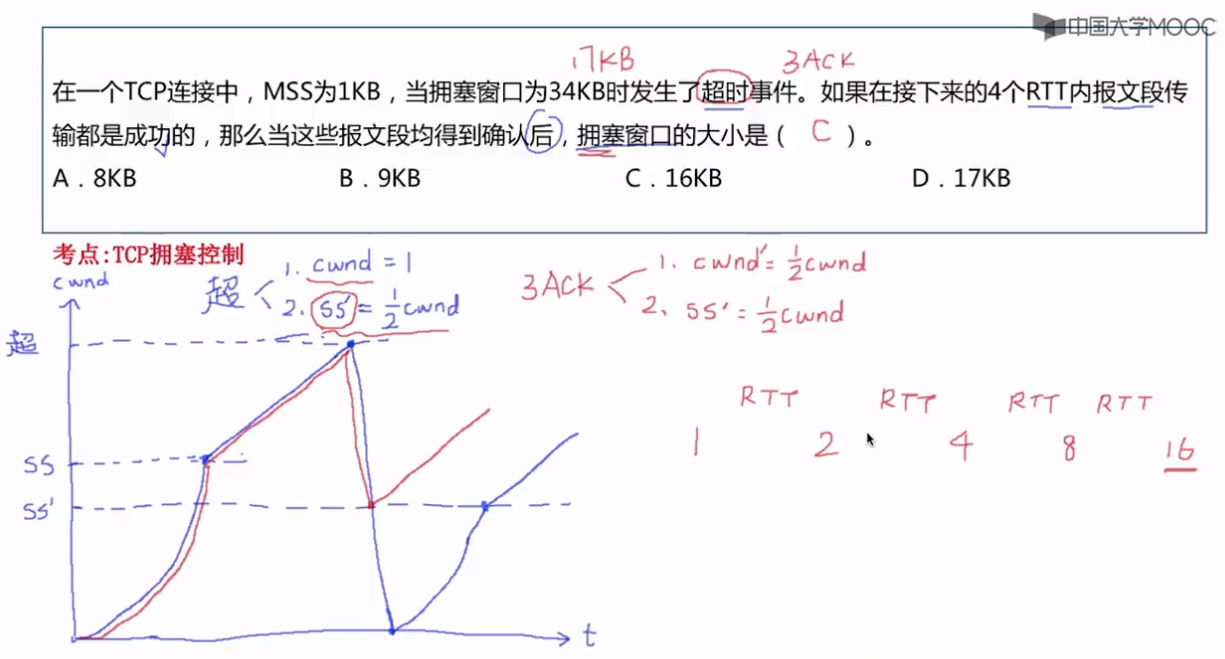 中国大学MOOC
17KB 3ACK
在一个TCP连接中，MSS为1KB，当拥塞窗口为34KB时发生了超时事件。如果在接下来的4个RTT内报文段传
输都是成功的，那么当这些报文段均得到确认后，拥塞窗口的大小是（ C ）。
A．8KB B．9KB C．16KB D．17KB
考点:TCP拥塞控制
cwnd
超 1. cwnd = 1
2、ss' = 1/2 cwnd
3ACK 1、cwnd' = 1/2 cwnd
2、ss' = 1/2 cwnd
超
RTT RTT RTT RTT
1 2 4 8 16
ss
ss'
t